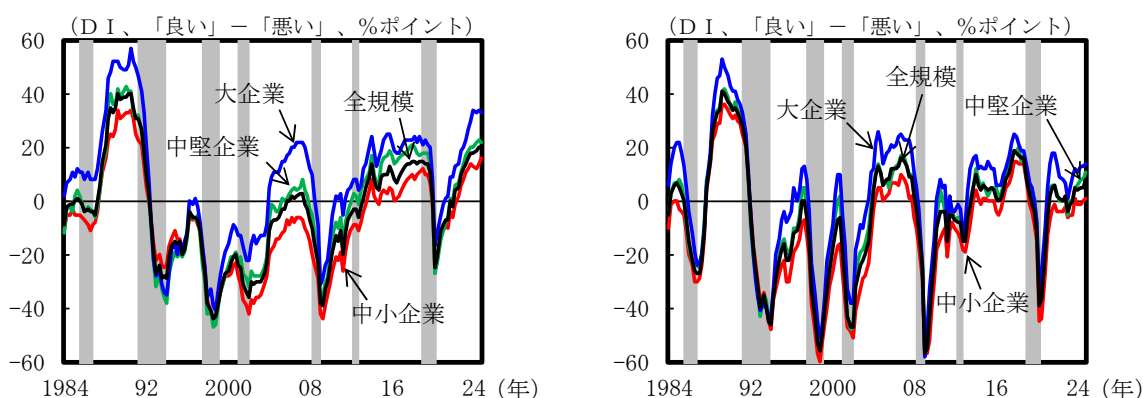 (ＤＩ、「良い」－「悪い」、％ポイント)
60
40
20
0
−20
−40
−60
大企業
全規模
中堅企業
中小企業
1984 92 2000 08 16 24 (年)
(ＤＩ、「良い」－「悪い」、％ポイント)
60
40
20
0
−20
−40
−60
全規模
大企業
中堅企業
中小企業
1984 92 2000 08 16 24 (年)